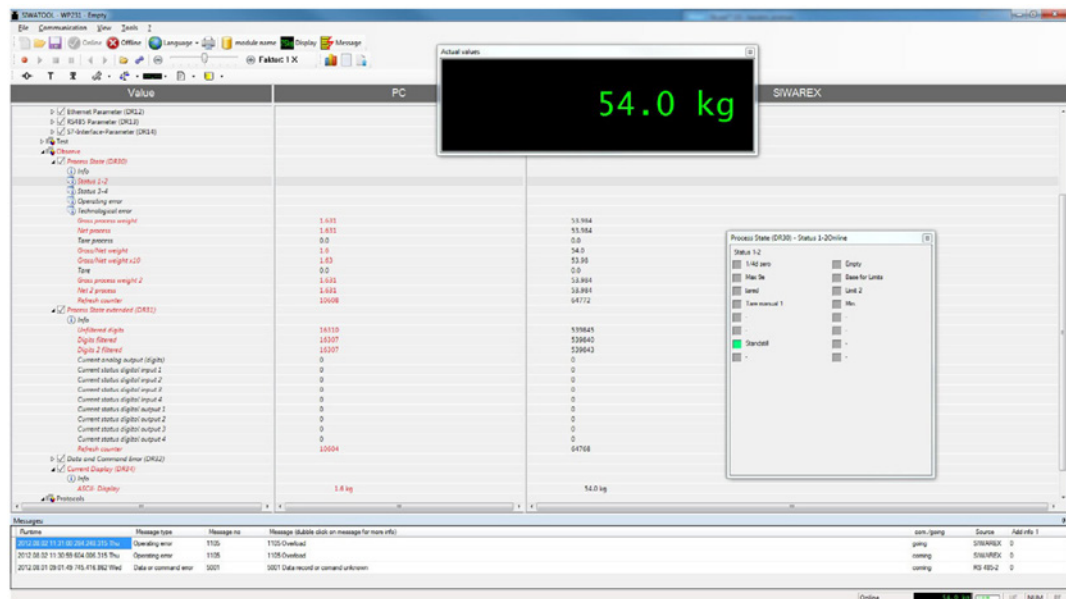 SIWATOOL - WP231 - Empty
File Communication View Tools ?
Online Offline Language module name Display Message
Faktor: 1 X
Actual values
54.0 kg
Value PC SIWAREX
Ethernet Parameter (DR12)
RS485 Parameter (DR13)
S7-Interface-Parameter (DR14)
Test
Observe
Process State (DR30)
Info
Status 1-2
Status 3-4
Operating error
Technological error
Gross process weight 1.631 53.984
Net process 1.631 53.984
Tare process 0.0 0.0
Gross/Net weight 1.6 54.0
Gross/Net weight x10 1.63 53.98
Tare 0.0 0.0
Gross process weight 2 1.631 53.984
Net 2 process 1.631 53.984
Refresh counter 10608 64772
Process State extended (DR31)
Info
Unfiltered digits 16310 539845
Digits filtered 16307 539840
Digits 2 filtered 16307 539843
Current analog output (digits) 0 0
Current status digital input 1 0 0
Current status digital input 2 0 0
Current status digital input 3 0 0
Current status digital input 4 0 0
Current status digital output 1 0 0
Current status digital output 2 0 0
Current status digital output 3 0 0
Current status digital output 4 0 0
Refresh counter 10604 64768
Data and Command Error (DR32)
Current Display (DR34)
Info
ASCII- Display 1.6 kg 54.0 kg
Protocols
Process State (DR30) - Status 1-2Online
Status 1-2
1/4d zero Empty
Max 9e Base for Limits
tared Limit 2
Tare manual 1 Min
- -
- -
Standstill -
- -
Messages
Runtime Message type Message no Message (dubble click on message for more info) com./going Source Add info 1
Operating error 1105 1105 Overload going SIWAREX 0
2012.08.02 11:30:59 604.006.315 Thu Operating error 1105 1105 Overload coming SIWAREX 0
2012.08.01 09:01:49 745.416.862 Wed Data or command error 5001 5001 Data record or comand unknown coming RS 485-2 0
Online 54.0 kg NUM